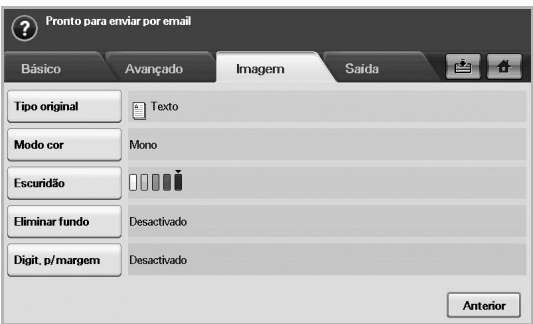 Pronto para enviar por email
Básico Avançado Imagem Saída
Tipo original Texto
Modo cor Mono
Escuridão
Eliminar fundo Desactivado
Digit. p/margem Desactivado
Anterior